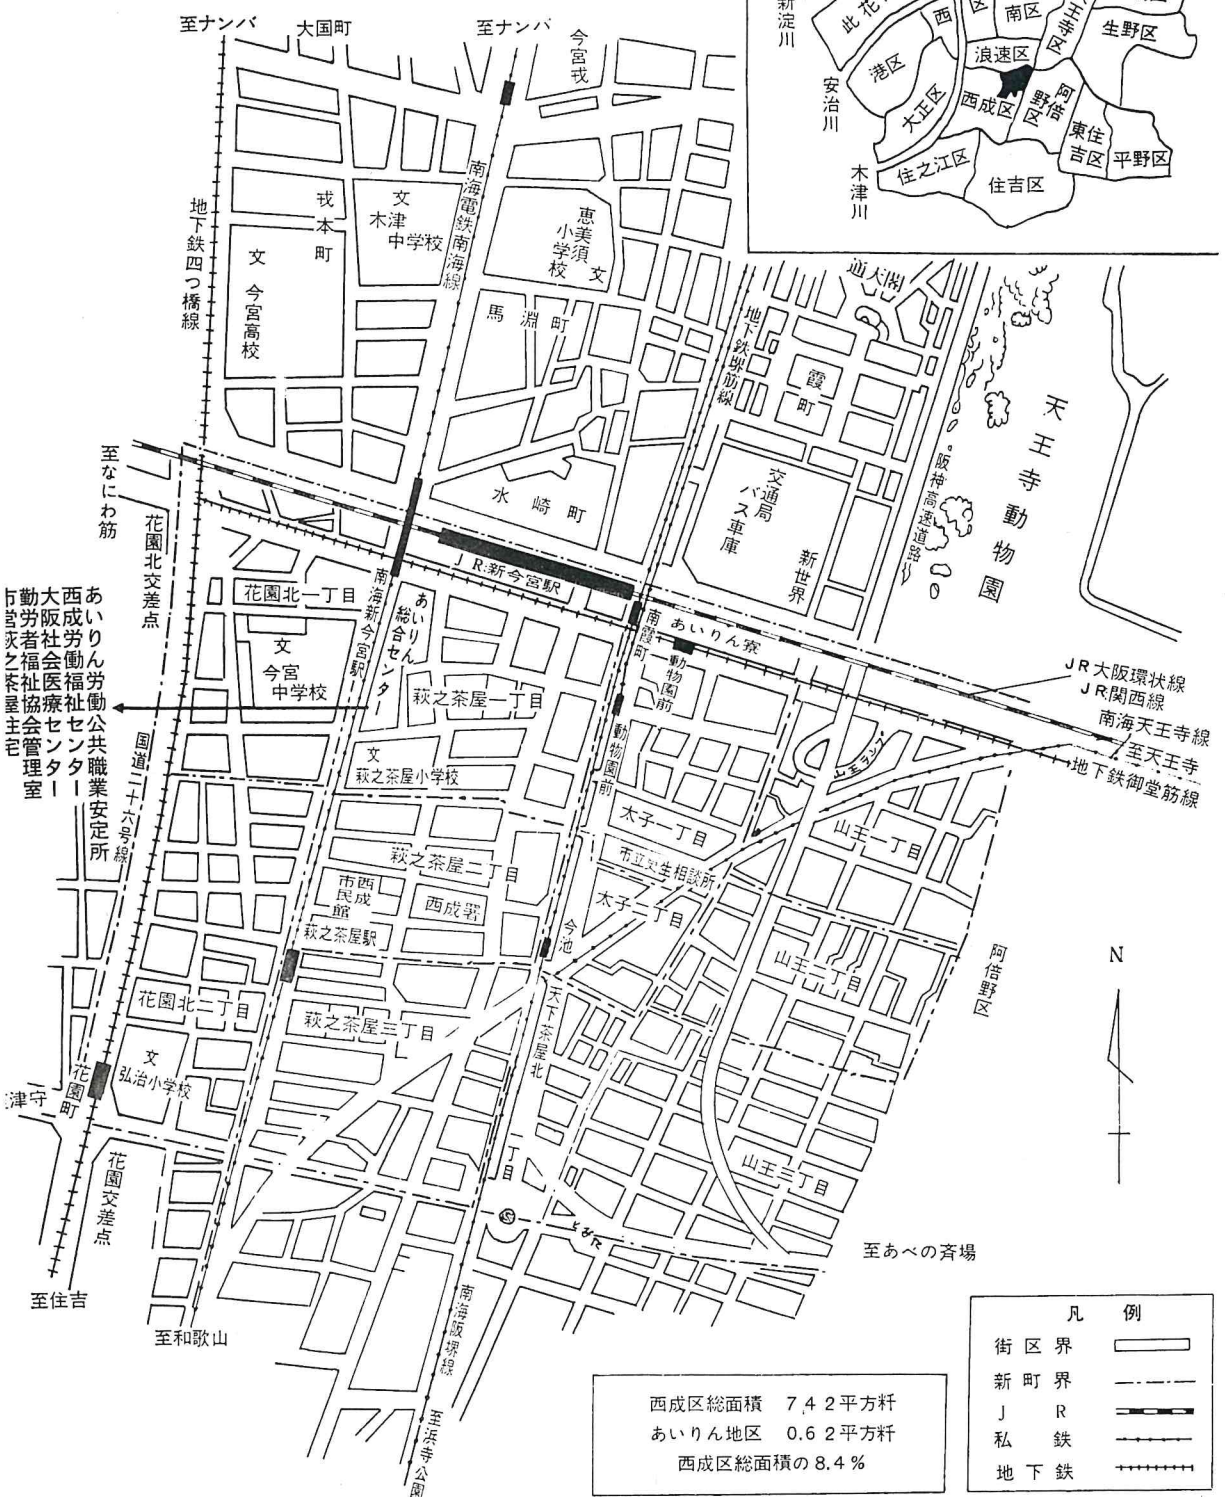 至ナンバ
大国町
至ナンバ
今宮戎
新淀川
西
区
南区
生野区
港区
浪速区
安治川
大正区
西成区
阿倍野区
東住吉区
平野区
住之江区
住吉区
木津川
地下鉄四つ橋線
戎本町
文
木津
中学校
南海電鉄南海線
恵美須
小学校
文
文
今宮高校
馬淵町
地下鉄堺筋線
通天閣
霞町
天王寺動物園
阪神高速道路
至なにわ筋
水崎町
交通局
バス車庫
新世界
花園北交差点
JR新今宮駅
花園北一丁目
南海新今宮駅
あいりん
総合センター
南霞町
あいりん寮
動物園前
文
今宮
中学校
萩之茶屋一丁目
動物園前
JR大阪環状線
JR関西線
南海天王寺線
至天王寺
地下鉄御堂筋線
あいりん労働公共職業安定所
西成労働福祉センター
大阪社会医療センター
勤労者福祉協会管理室
市営萩之茶屋住宅
国道二十六号線
文
萩之茶屋小学校
山王ランプ
太子一丁目
山王一丁目
萩之茶屋二丁目
市立更生相談所
西成
市民館
西成署
太子二丁目
萩之茶屋駅
今池
山王二丁目
阿倍野区
N
花園北二丁目
萩之茶屋三丁目
天下茶屋北
文
弘治小学校
花園町
津守
丁目
山王三丁目
花園交差点
至あべの斉場
至住吉
至和歌山
南海阪堺線
至浜寺公園
西成区総面積 7.42平方粁
あいりん地区 0.62平方粁
西成区総面積の8.4%
凡例
街区界
新町界
JR
私鉄
地下鉄